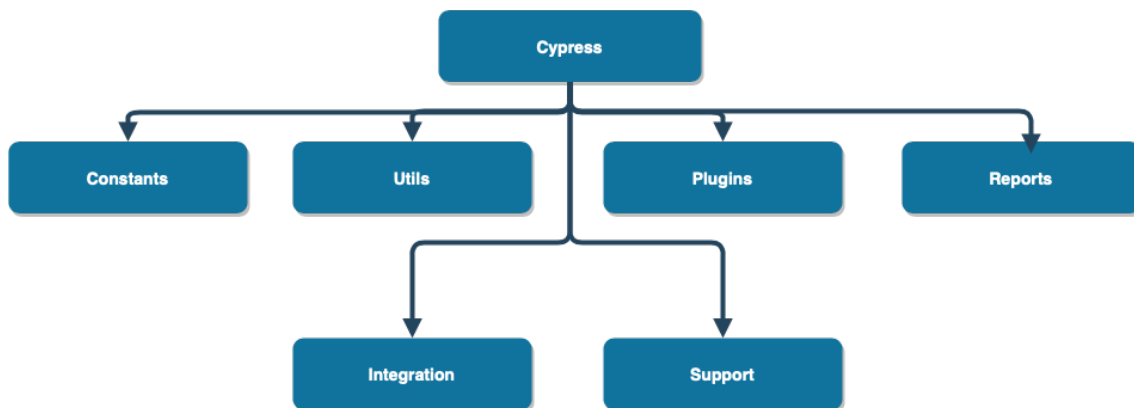 Cypress
Constants
Utils
Plugins
Reports
Integration
Support